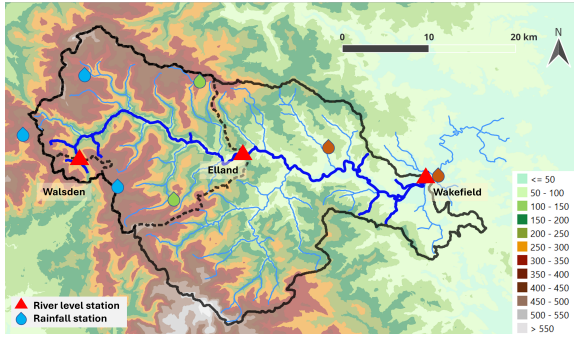 0 10 20 km
N
Elland
Walsden
Wakefield
<= 50
50 - 100
100 - 150
150 - 200
200 - 250
250 - 300
300 - 350
350 - 400
400 - 450
450 - 500
500 - 550
> 550
River level station
Rainfall station